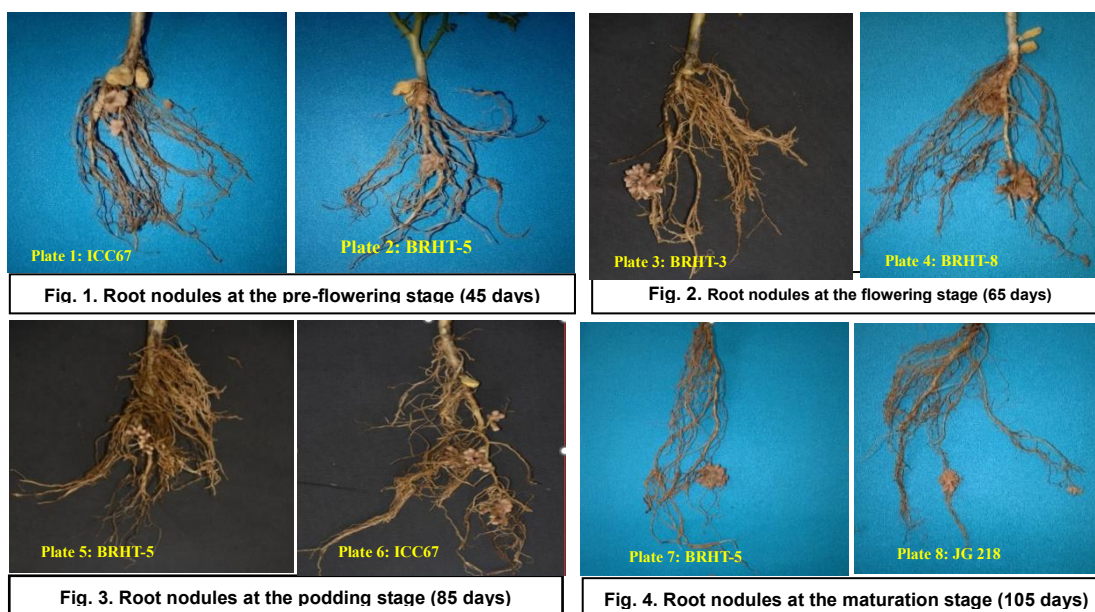 Plate 1: ICC67
Plate 2: BRHT-5
Fig. 1. Root nodules at the pre-flowering stage (45 days)
Plate 3: BRHT-3
Plate 4: BRHT-8
Fig. 2. Root nodules at the flowering stage (65 days)
Plate 5: BRHT-5
Plate 6: ICC67
Fig. 3. Root nodules at the podding stage (85 days)
Plate 7: BRHT-5
Plate 8: JG 218
Fig. 4. Root nodules at the maturation stage (105 days)